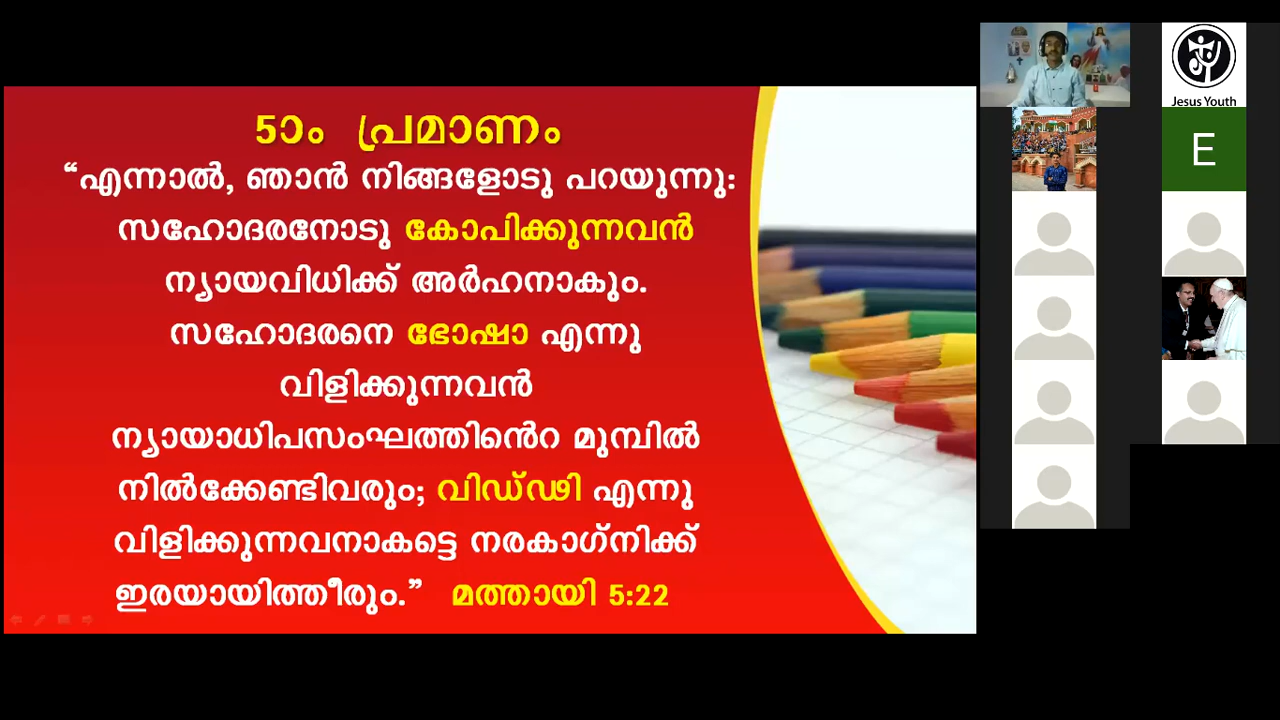 5ാം പ്രമാണം
“എന്നാൽ, ഞാൻ നിങ്ങളോടു പറയുന്നു:
സഹോദരനോടു കോപിക്കുന്നവൻ
ന്യായവിധിക്ക് അർഹനാകും.
സഹോദരനെ ഭോഷാ എന്നു
വിളിക്കുന്നവൻ
ന്യായാധിപസംഘത്തിന്റെ മുമ്പിൽ
നിൽക്കേണ്ടിവരും; വിഡ്ഢി എന്നു
വിളിക്കുന്നവനാകട്ടെ നരകാഗ്നിക്ക്
ഇരയായിത്തീരും.” മത്തായി 5:22
Jesus Youth
E